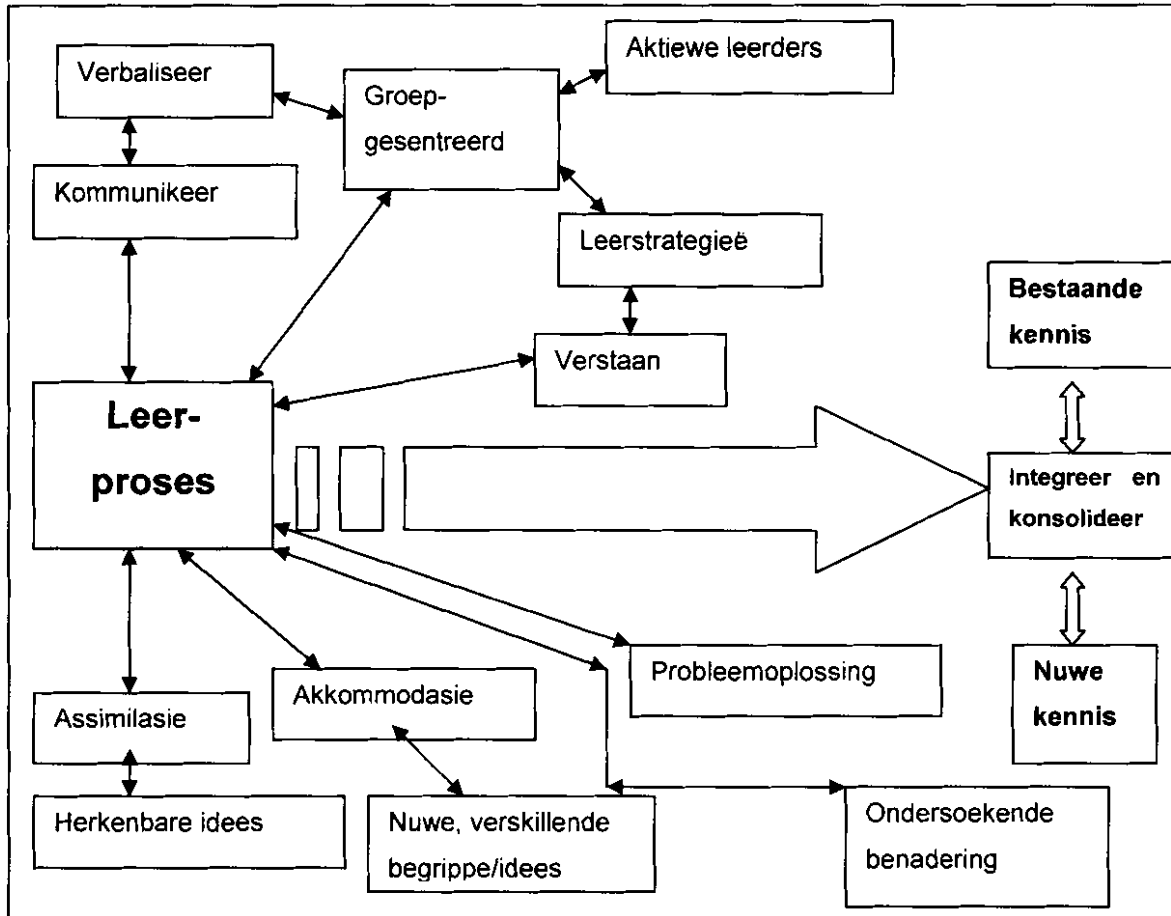 Verbaliseer
Groep-
gesentreerd
Aktiewe leerders
Kommunikeer
Leerstrategieë
Verstaan
Bestaande
kennis
Leer-
proses
Integreer en
konsolideer
Nuwe
kennis
Probleemoplossing
Akkommodasie
Assimilasie
Herkenbare idees
Nuwe, verskillende
begrippe/idees
Ondersoekende
benadering